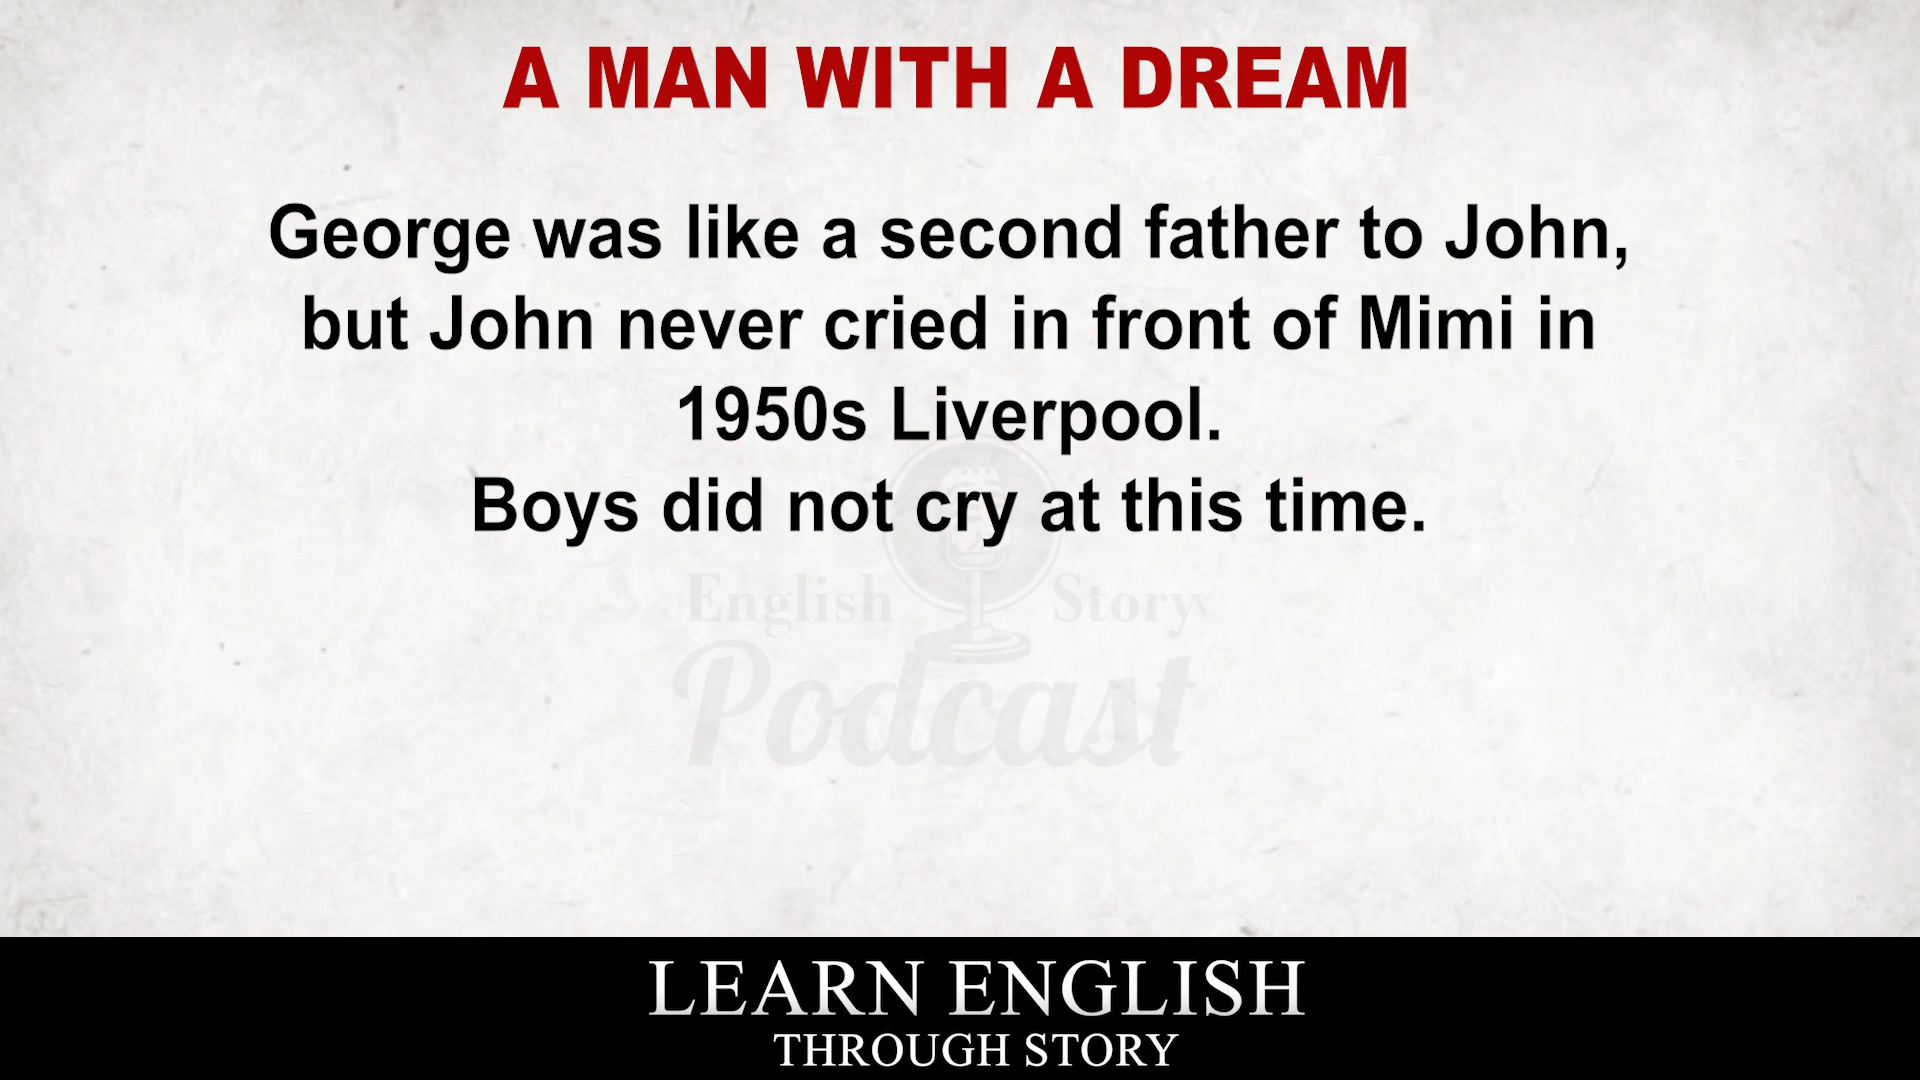 A MAN WITH A DREAM
George was like a second father to John,
but John never cried in front of Mimi in
1950s Liverpool.
Boys did not cry at this time.
English Story
Podcast
LEARN ENGLISH
THROUGH STORY